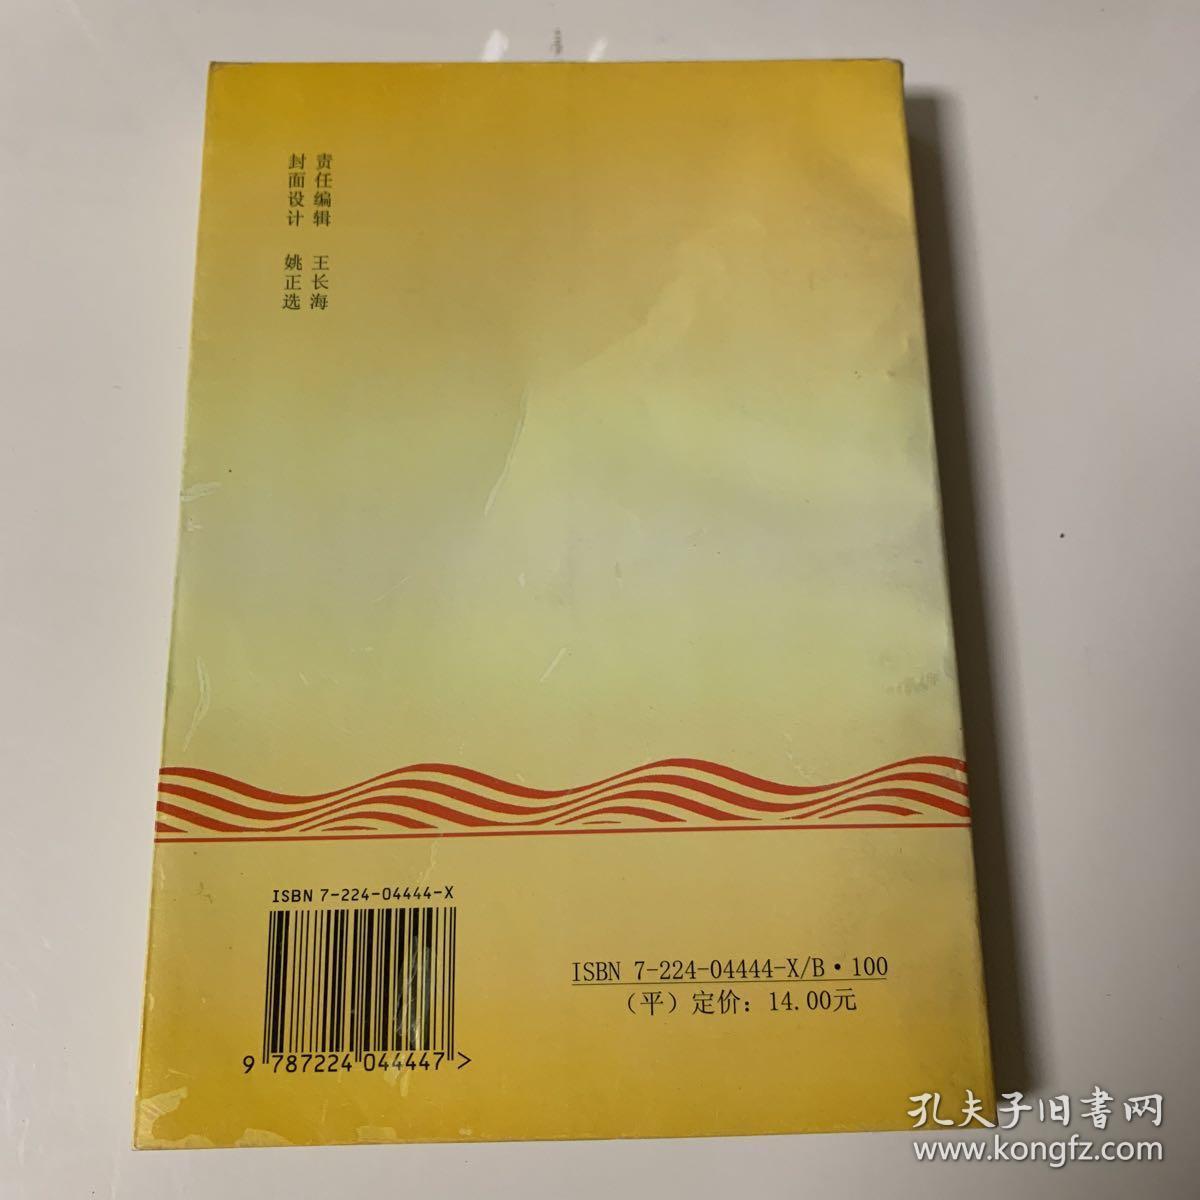 责任编辑 王长海
封面设计 姚正选
ISBN 7-224-04444-X
9 787224 044447 >
ISBN 7-224-04444-X/B·100
（平）定价：14.00元
孔夫子旧書网
www.kongfz.com